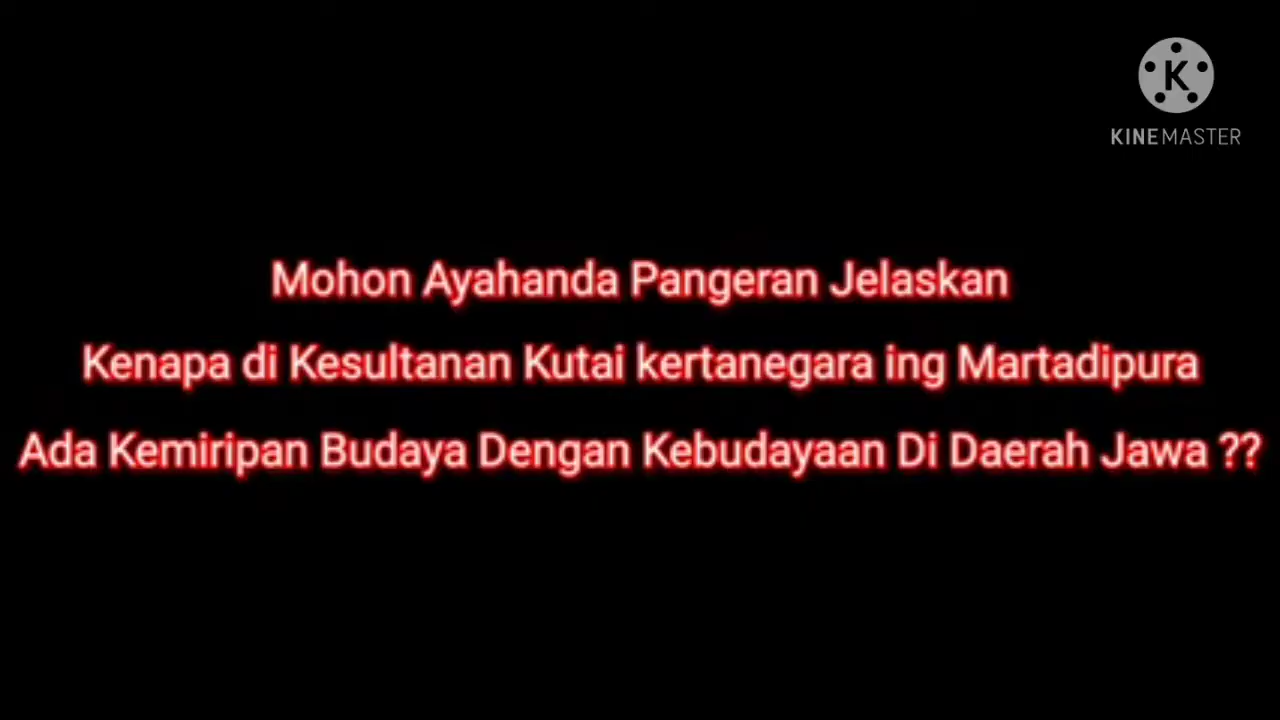 KINEMASTER
Mohon Ayahanda Pangeran Jelaskan
Kenapa di Kesultanan Kutai kertanegara ing Martadipura
Ada Kemiripan Budaya Dengan Kebudayaan Di Daerah Jawa ??